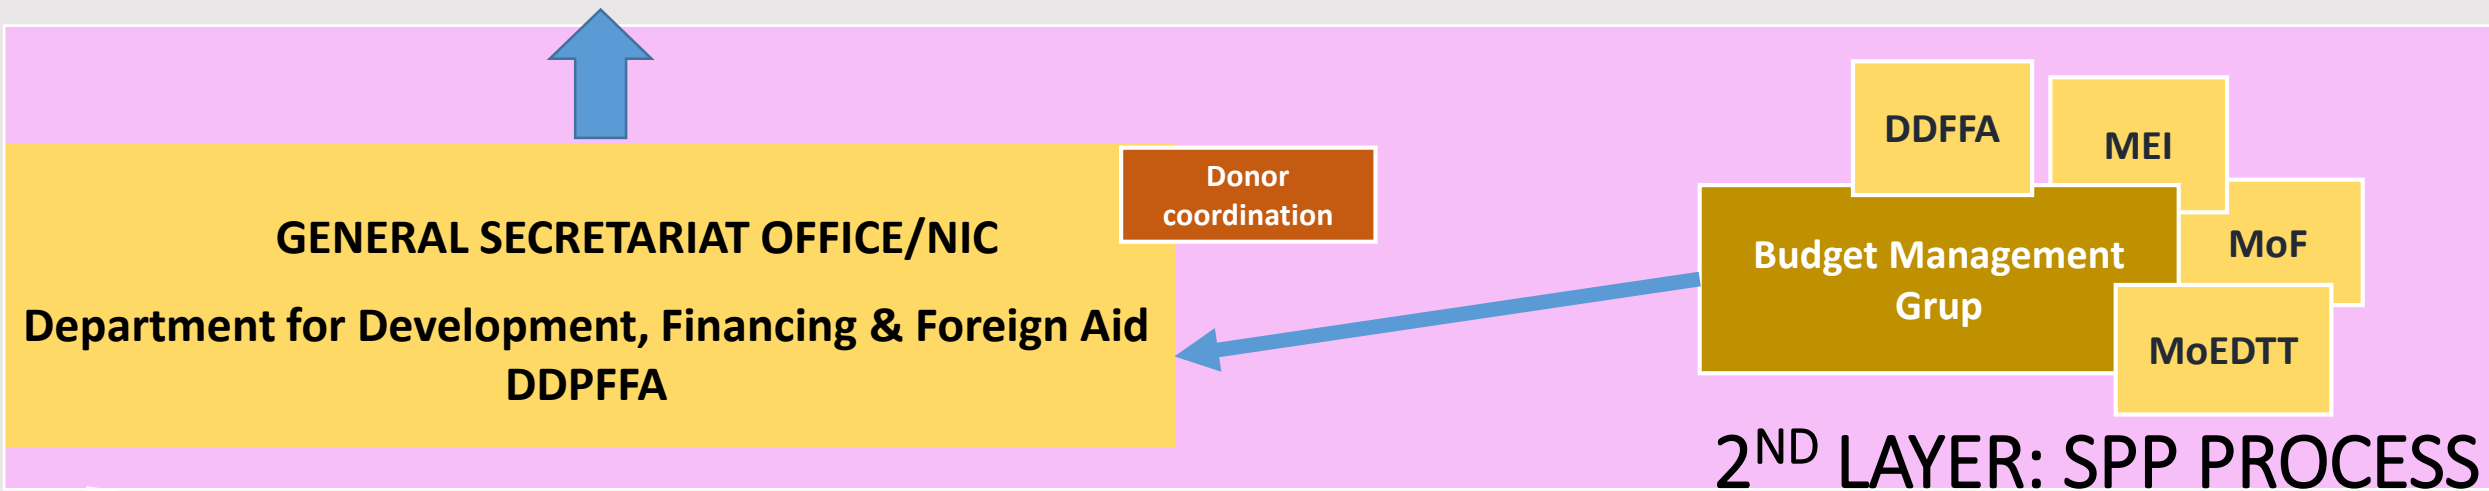 GENERAL SECRETARIAT OFFICE/NIC
Department for Development, Financing & Foreign Aid
DDPFFA
Donor
coordination
DDFFA
MEI
MoF
MoEDTT
Budget Management
Grup
2ND LAYER: SPP PROCESS